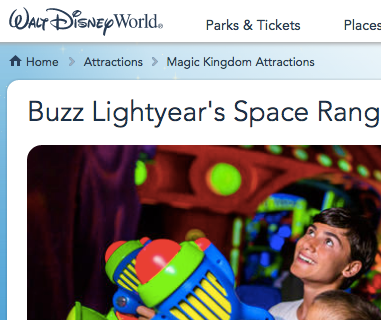 Walt Disney World® Parks & Tickets Places
Home Attractions Magic Kingdom Attractions
Buzz Lightyear's Space Rang